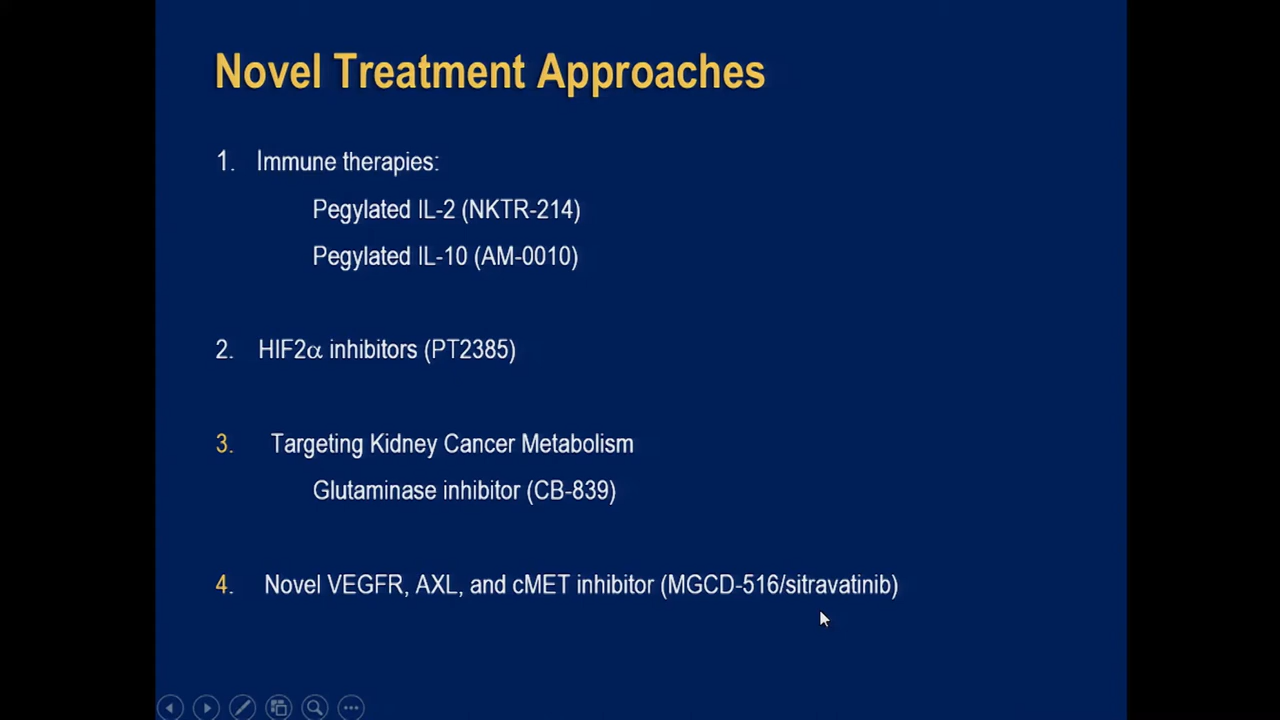 Novel Treatment Approaches
1. Immune therapies:
Pegylated IL-2 (NKTR-214)
Pegylated IL-10 (AM-0010)
2. HIF2α inhibitors (PT2385)
3. Targeting Kidney Cancer Metabolism
Glutaminase inhibitor (CB-839)
4. Novel VEGFR, AXL, and cMET inhibitor (MGCD-516/sitravatinib)